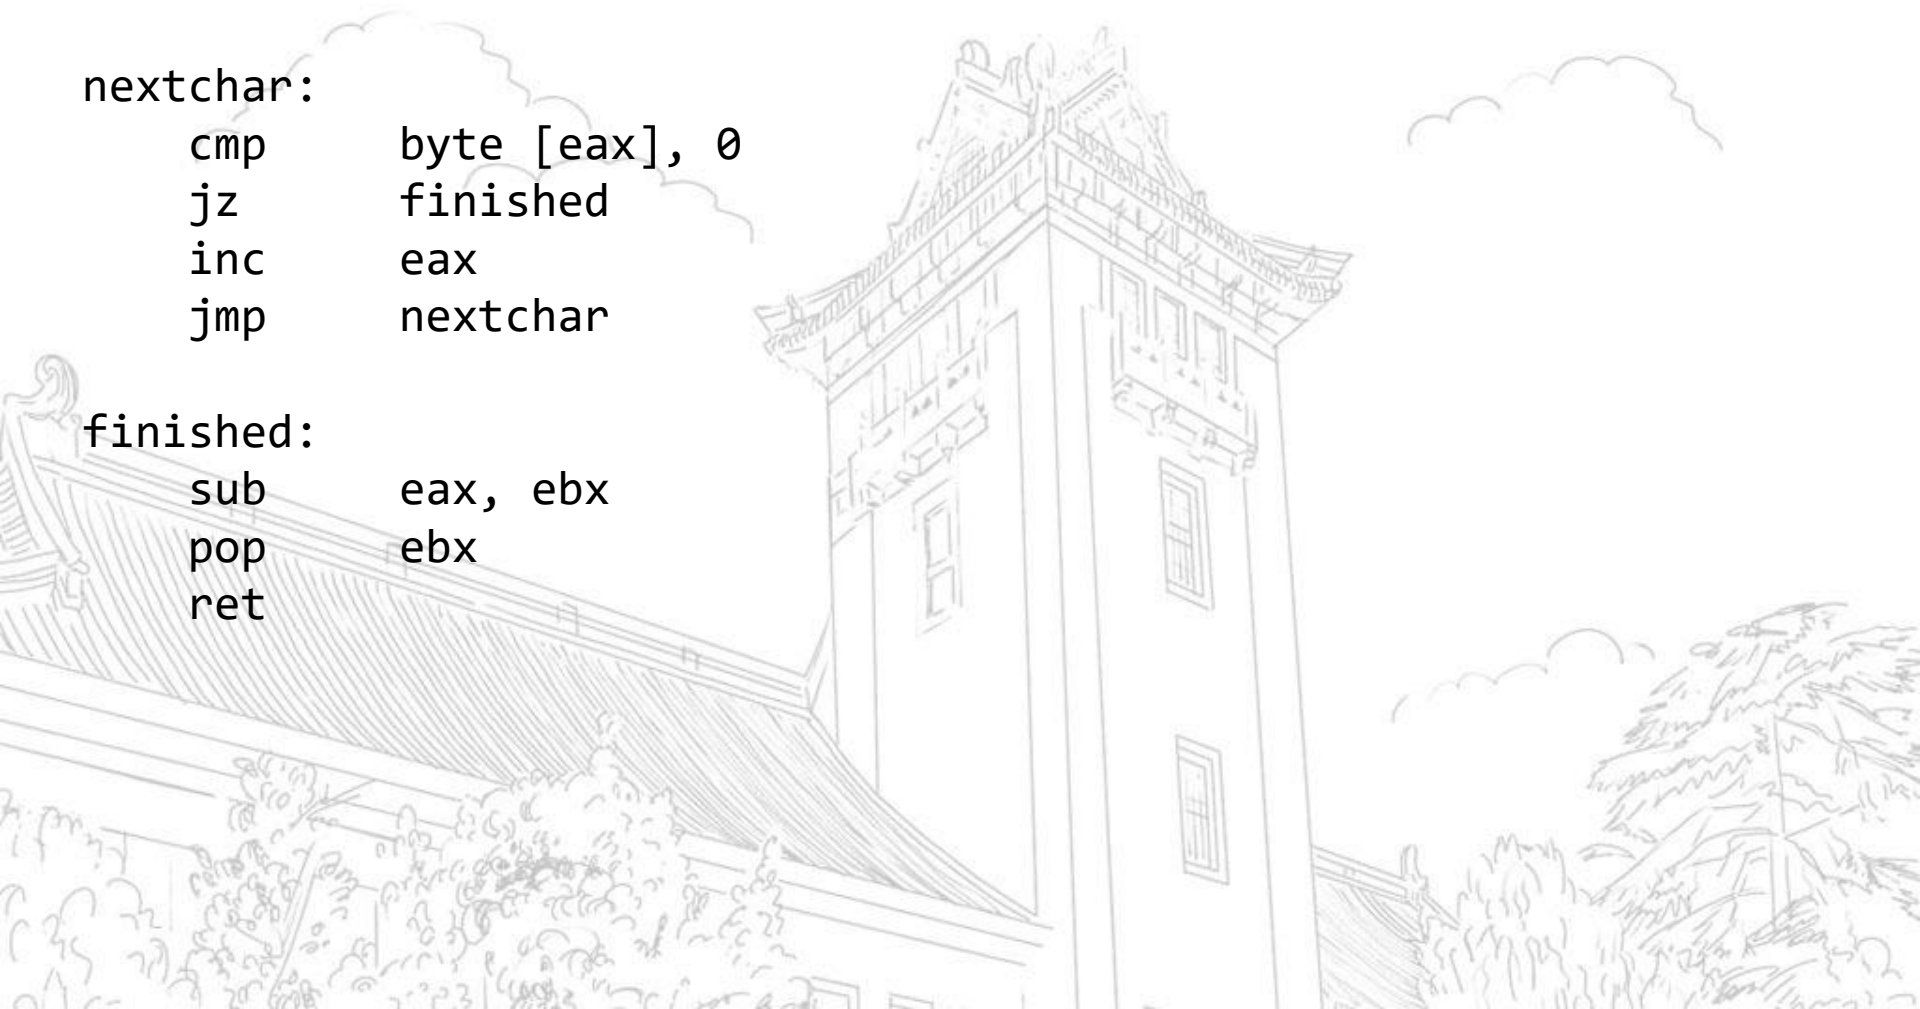 nextchar:
    cmp     byte [eax], 0
    jz      finished
    inc     eax
    jmp     nextchar

finished:
    sub     eax, ebx
    pop     ebx
    ret